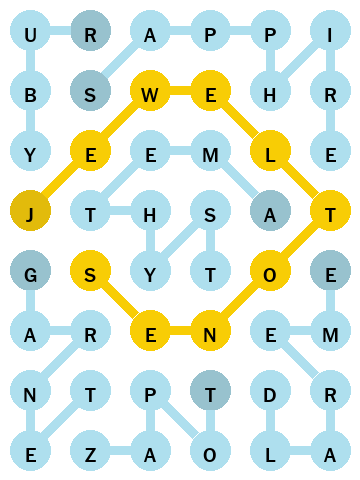 U R A P P I
B S W E H R
Y E E M L E
J T H S A T
G S Y T O E
A R E N E M
N T P T D R
E Z A O L A